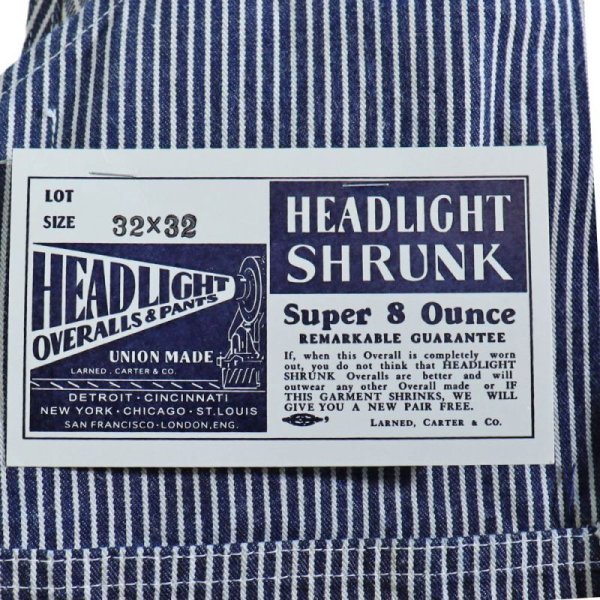 LOT
SIZE 32×32
HEADLIGHT
OVERALLS & PANTS
UNION MADE
LARNED, CARTER & CO.
DETROIT · CINCINNATI
NEW YORK · CHICAGO · ST. LOUIS
SAN FRANCISCO · LONDON, ENG.
HEADLIGHT
SHRUNK
Super 8 Ounce
REMARKABLE GUARANTEE
If, when this Overall is completely worn
out, you do not think that HEADLIGHT
SHRUNK Overalls are better and will
outwear any other Overall made or IF
THIS GARMENT SHRINKS, WE WILL
GIVE YOU A NEW PAIR FREE.
LARNED, CARTER & CO.